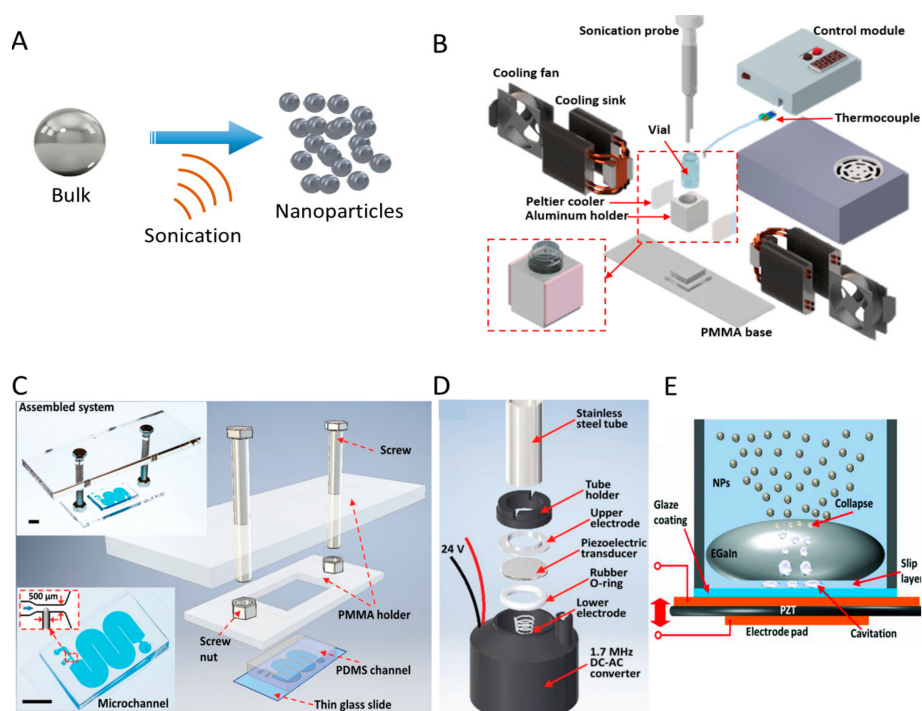 A
Bulk
Sonication
Nanoparticles
B
Sonication probe
Control module
Cooling fan
Cooling sink
Thermocouple
Vial
Peltier cooler
Aluminum holder
PMMA base
C
Assembled system
Screw
500 μm
PMMA holder
Screw
nut
PDMS channel
Microchannel
Thin glass slide
D
Stainless
steel tube
Tube
holder
Upper
electrode
24 V
Piezoelectric
transducer
Rubber
O-ring
Lower
electrode
1.7 MHz
DC-AC
converter
E
NPs
Collapse
Glaze
coating
EGaIn
Slip
layer
PZT
Electrode pad
Cavitation